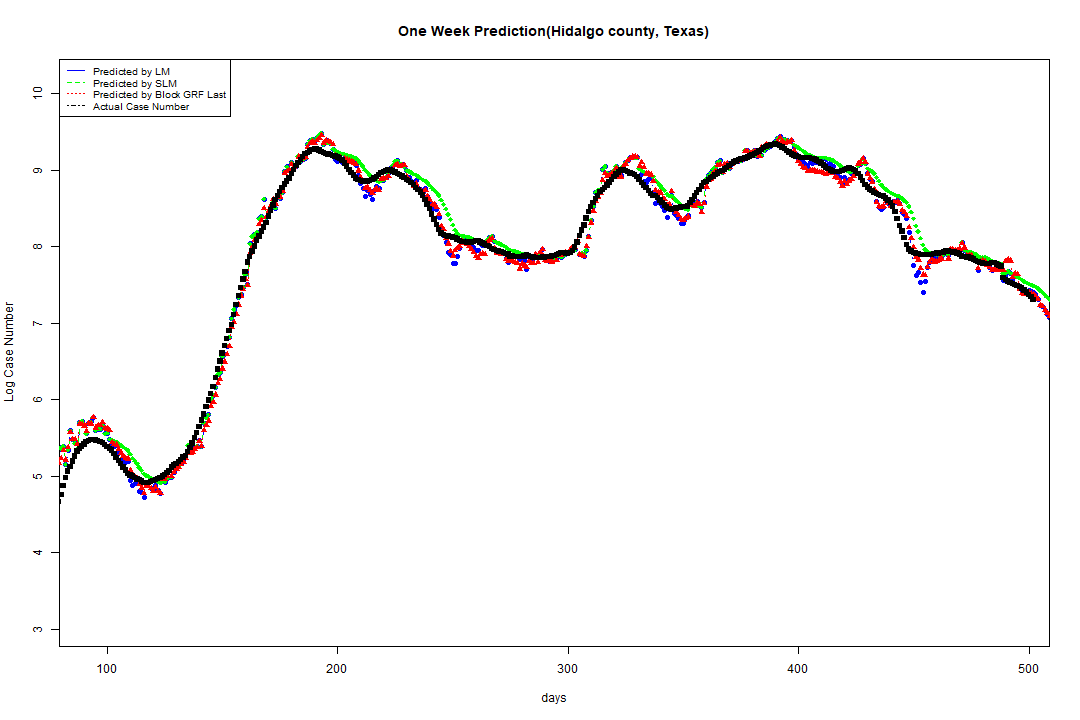 One Week Prediction(Hidalgo county, Texas)
Predicted by LM
Predicted by SLM
Predicted by Block GRF Last
Actual Case Number
10
9
8
7
6
5
4
3
Log Case Number
100 200 300 400 500
days